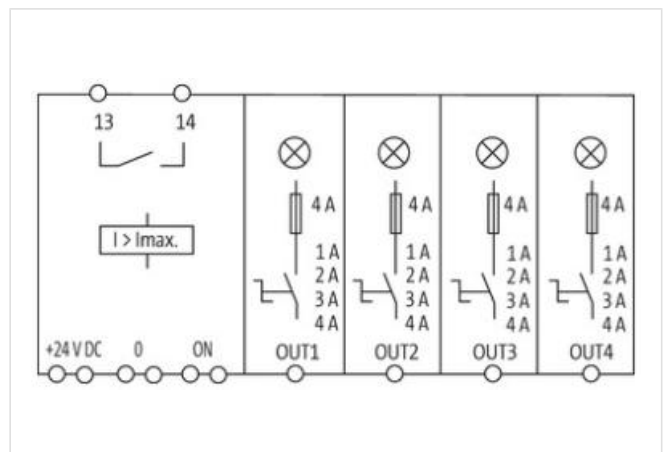 13 14
I > Imax.
+24 V DC 0 ON
4 A
1 A
2 A
3 A
4 A
OUT1
4 A
1 A
2 A
3 A
4 A
OUT2
4 A
1 A
2 A
3 A
4 A
OUT3
4 A
1 A
2 A
3 A
4 A
OUT4